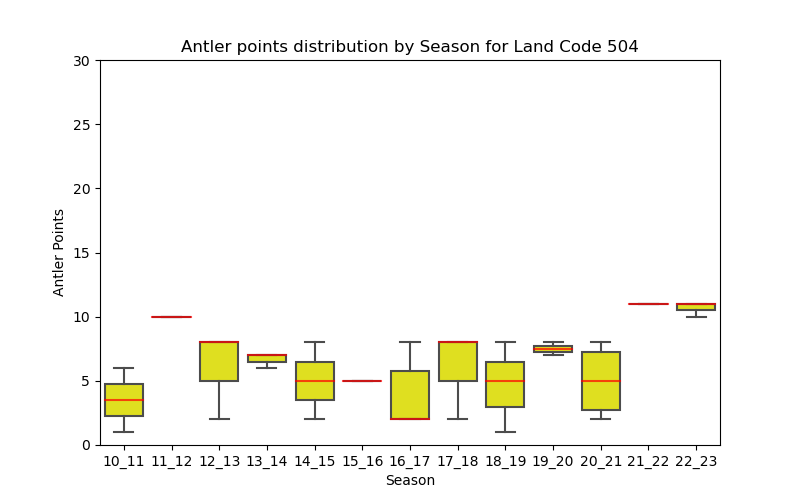 Antler points distribution by Season for Land Code 504
30
25
20
15
10
5
0
Antler Points
10_11 11_12 12_13 13_14 14_15 15_16 16_17 17_18 18_19 19_20 20_21 21_22 22_23
Season